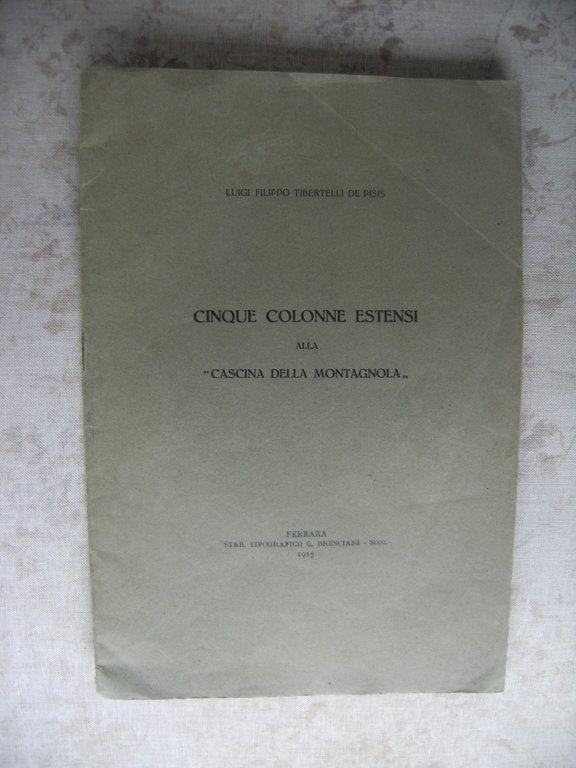 LUIGI FILIPPO TIBERTELLI DE PISIS
CINQUE COLONNE ESTENSI
ALLA
“CASCINA DELLA MONTAGNOLA„
FERRARA
STAB. TIPOGRAFICO G. BRESCIANI - Succ.
1915